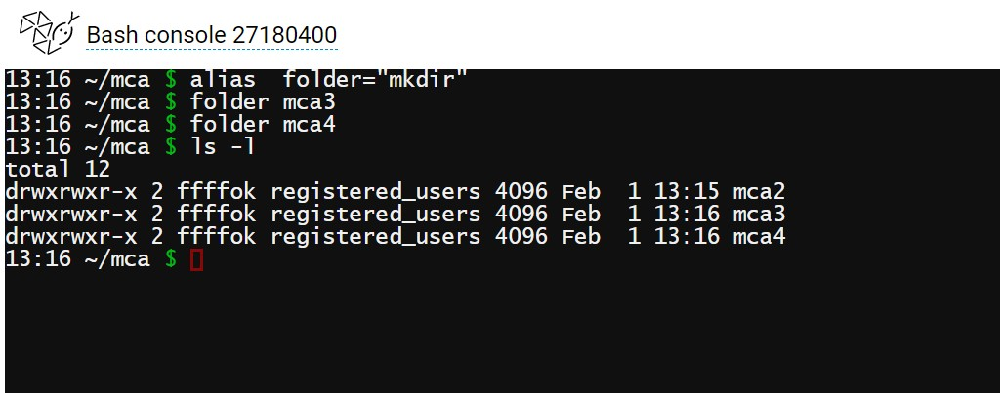 Bash console 27180400
13:16 ~/mca $ alias  folder="mkdir"
13:16 ~/mca $ folder mca3
13:16 ~/mca $ folder mca4
13:16 ~/mca $ ls -l
total 12
drwxrwxr-x 2 ffffok registered_users 4096 Feb  1 13:15 mca2
drwxrwxr-x 2 ffffok registered_users 4096 Feb  1 13:16 mca3
drwxrwxr-x 2 ffffok registered_users 4096 Feb  1 13:16 mca4
13:16 ~/mca $